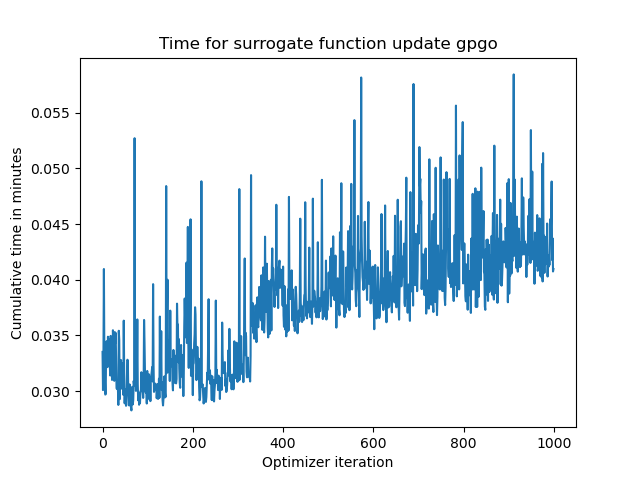 Time for surrogate function update gpgo
0.055
0.050
0.045
0.040
0.035
0.030
Cumulative time in minutes
0 200 400 600 800 1000
Optimizer iteration